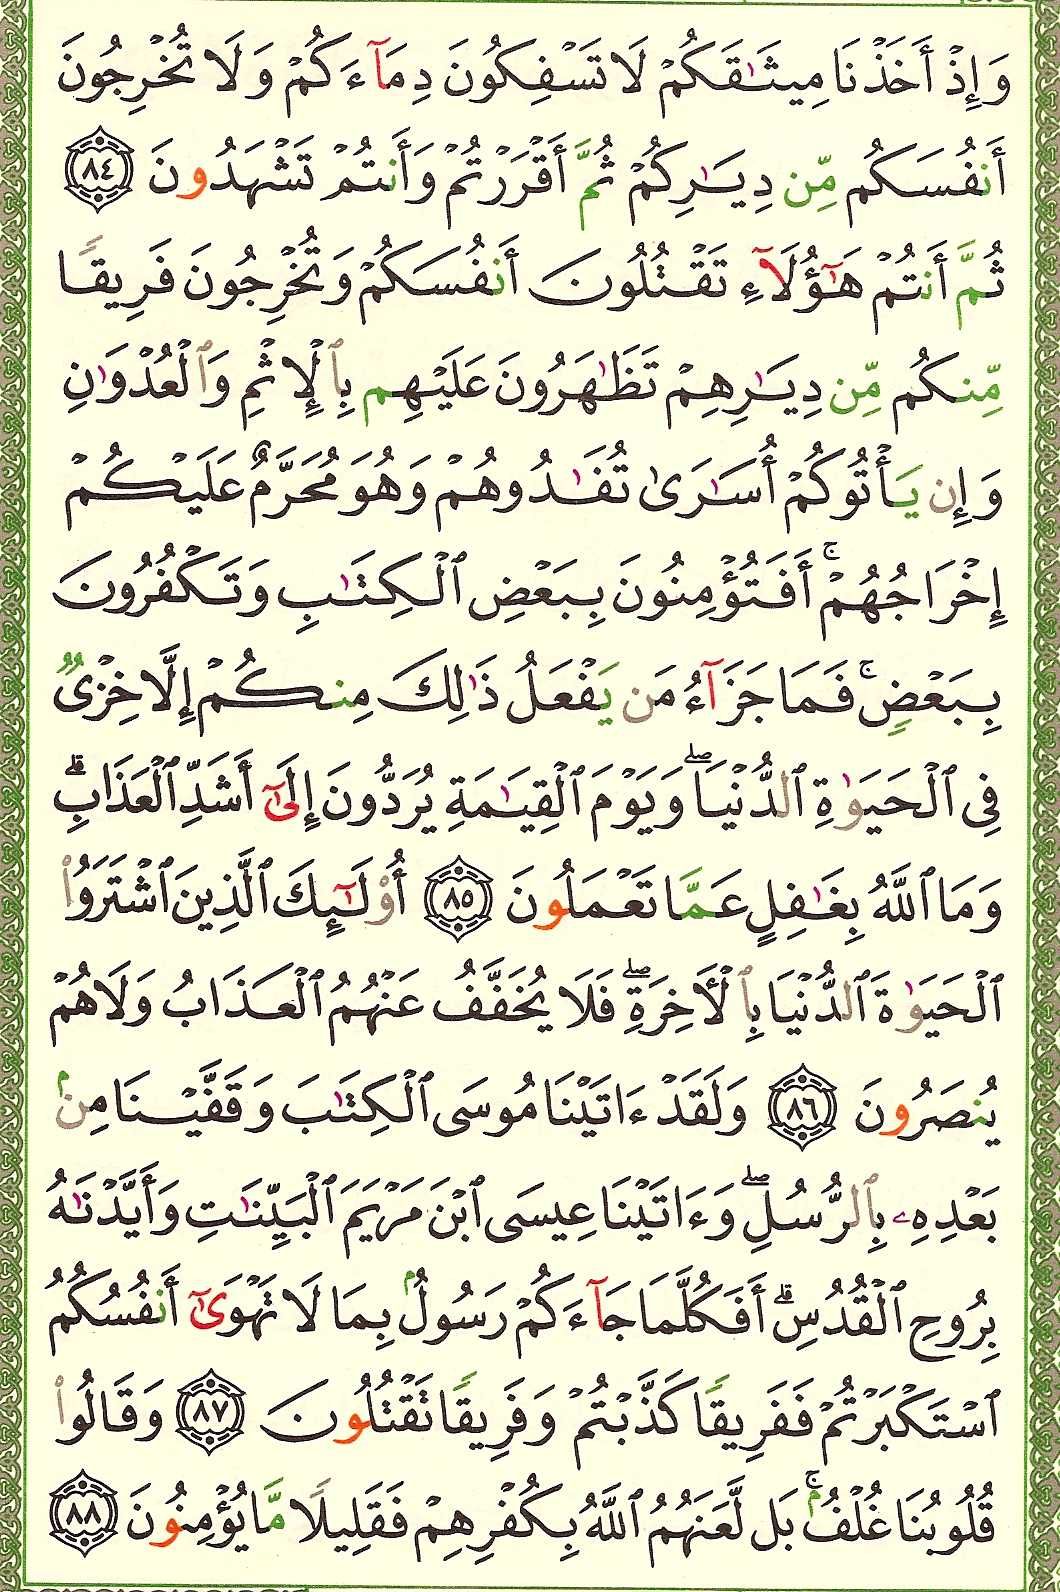 وَإِذْ أَخَذْنَا مِيثَٰقَكُمْ لَا تَسْفِكُونَ دِمَآءَكُمْ وَلَا تُخْرِجُونَ
أَنفُسَكُم مِّن دِيَٰرِكُمْ ثُمَّ أَقْرَرْتُمْ وَأَنتُمْ تَشْهَدُونَ ٨٤
ثُمَّ أَنتُمْ هَٰٓؤُلَآءِ تَقْتُلُونَ أَنفُسَكُمْ وَتُخْرِجُونَ فَرِيقًا
مِّنكُم مِّن دِيَٰرِهِمْ تَظَٰهَرُونَ عَلَيْهِم بِٱلْإِثْمِ وَٱلْعُدْوَٰنِ
وَإِن يَأْتُوكُمْ أُسَٰرَىٰ تُفَٰدُوهُمْ وَهُوَ مُحَرَّمٌ عَلَيْكُمْ
إِخْرَاجُهُمْ ۚ أَفَتُؤْمِنُونَ بِبَعْضِ ٱلْكِتَٰبِ وَتَكْفُرُونَ
بِبَعْضٍ ۚ فَمَا جَزَآءُ مَن يَفْعَلُ ذَٰلِكَ مِنكُمْ إِلَّا خِزْىٌ
فِى ٱلْحَيَوٰةِ ٱلدُّنْيَا ۖ وَيَوْمَ ٱلْقِيَٰمَةِ يُرَدُّونَ إِلَىٰٓ أَشَدِّ ٱلْعَذَابِ ۗ
وَمَا ٱللَّهُ بِغَٰفِلٍ عَمَّا تَعْمَلُونَ ٨٥ أُو۟لَٰٓئِكَ ٱلَّذِينَ ٱشْتَرَوُا۟
ٱلْحَيَوٰةَ ٱلدُّنْيَا بِٱلْـَٔاخِرَةِ ۖ فَلَا يُخَفَّفُ عَنْهُمُ ٱلْعَذَابُ وَلَا هُمْ
يُنصَرُونَ ٨٦ وَلَقَدْ ءَاتَيْنَا مُوسَى ٱلْكِتَٰبَ وَقَفَّيْنَا مِنۢ
بَعْدِهِۦ بِٱلرُّسُلِ ۖ وَءَاتَيْنَا عِيسَى ٱبْنَ مَرْيَمَ ٱلْبَيِّنَٰتِ وَأَيَّدْنَٰهُ
بِرُوحِ ٱلْقُدُسِ ۗ أَفَكُلَّمَا جَآءَكُمْ رَسُولٌۢ بِمَا لَا تَهْوَىٰٓ أَنفُسُكُمُ
ٱسْتَكْبَرْتُمْ فَفَرِيقًا كَذَّبْتُمْ وَفَرِيقًا تَقْتُلُونَ ٨٧ وَقَالُوا۟
قُلُوبُنَا غُلْفٌۢ ۚ بَل لَّعَنَهُمُ ٱللَّهُ بِكُفْرِهِمْ فَقَلِيلًا مَّا يُؤْمِنُونَ ٨٨